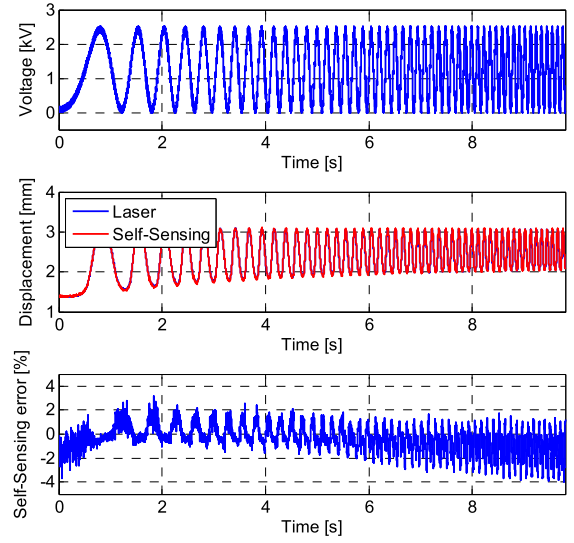 Voltage [kV]
3
2
1
0
0 2 4 6 8
Time [s]
Displacement [mm]
4
3
2
1
Laser
Self-Sensing
0 2 4 6 8
Time [s]
Self-Sensing error [%]
4
2
0
-2
-4
0 2 4 6 8
Time [s]